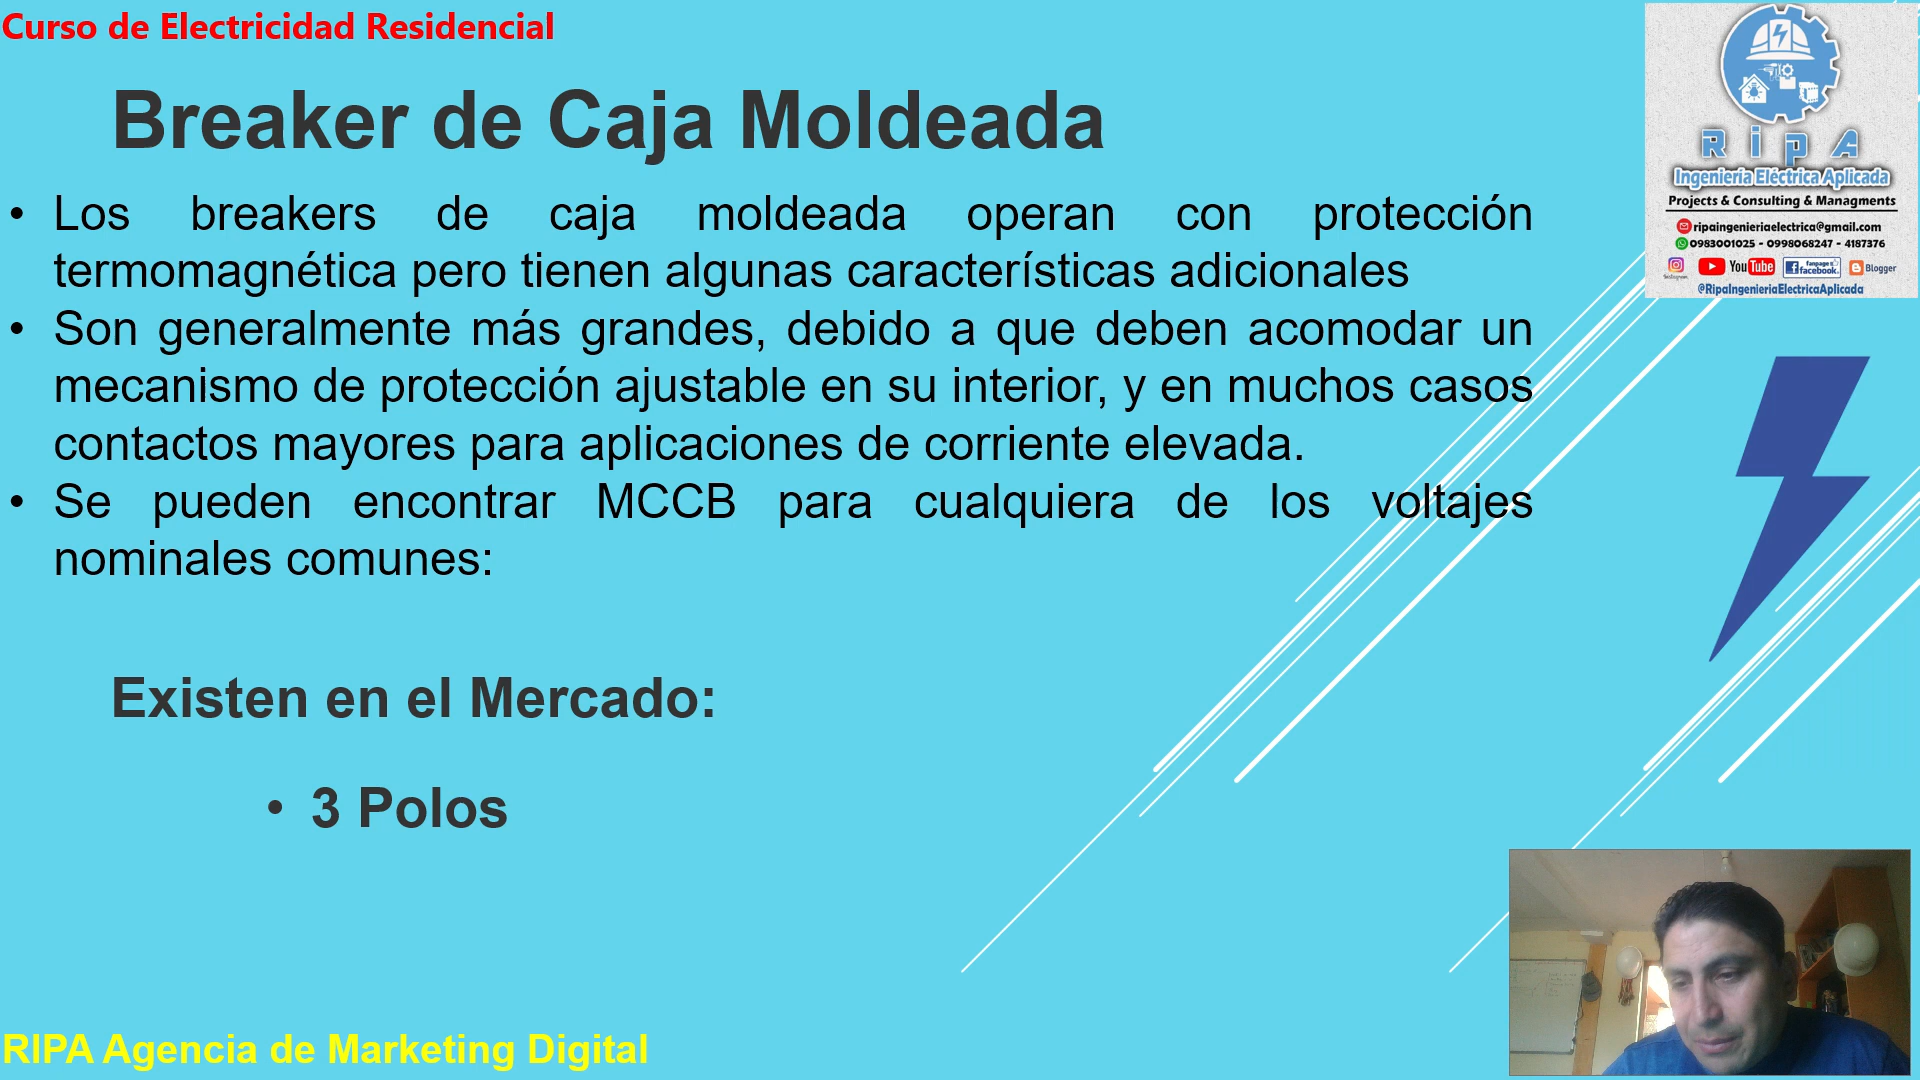 Curso de Electricidad Residencial
Breaker de Caja Moldeada
• Los breakers de caja moldeada operan con protección
termomagnética pero tienen algunas características adicionales
• Son generalmente más grandes, debido a que deben acomodar un
mecanismo de protección ajustable en su interior, y en muchos casos
contactos mayores para aplicaciones de corriente elevada.
• Se pueden encontrar MCCB para cualquiera de los voltajes
nominales comunes:
Existen en el Mercado:
• 3 Polos
RIPA Agencia de Marketing Digital
RipA
Ingeniería Eléctrica Aplicada
Projects & Consulting & Managments
ripaingenieriaelectrica@gmail.com
0983001025 - 0998068247 - 4187376
Instagram YouTube fanpage facebook. Blogger
@RipaIngenieriaElectricaAplicada